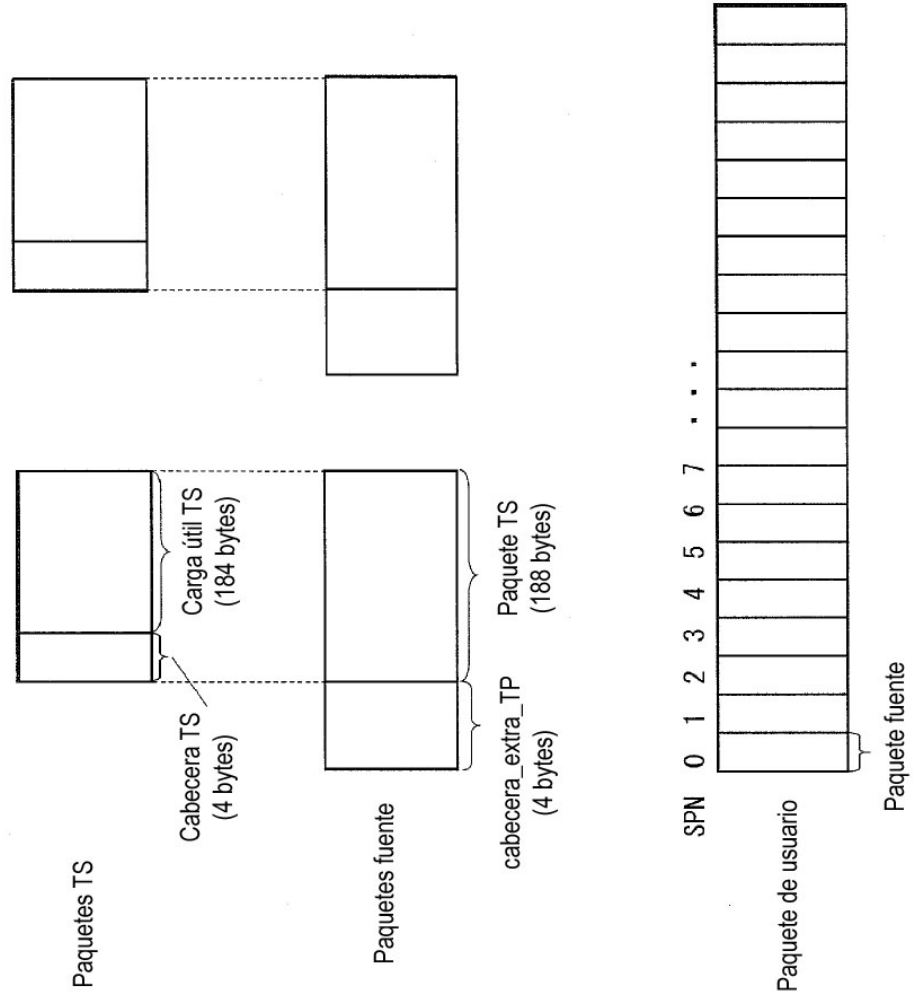 Paquetes TS
Cabecera TS
(4 bytes)
Carga útil TS
(184 bytes)
Paquetes fuente
cabecera_extra_TP
(4 bytes)
Paquete TS
(188 bytes)
SPN 0 1 2 3 4 5 6 7 . . .
Paquete de usuario
Paquete fuente